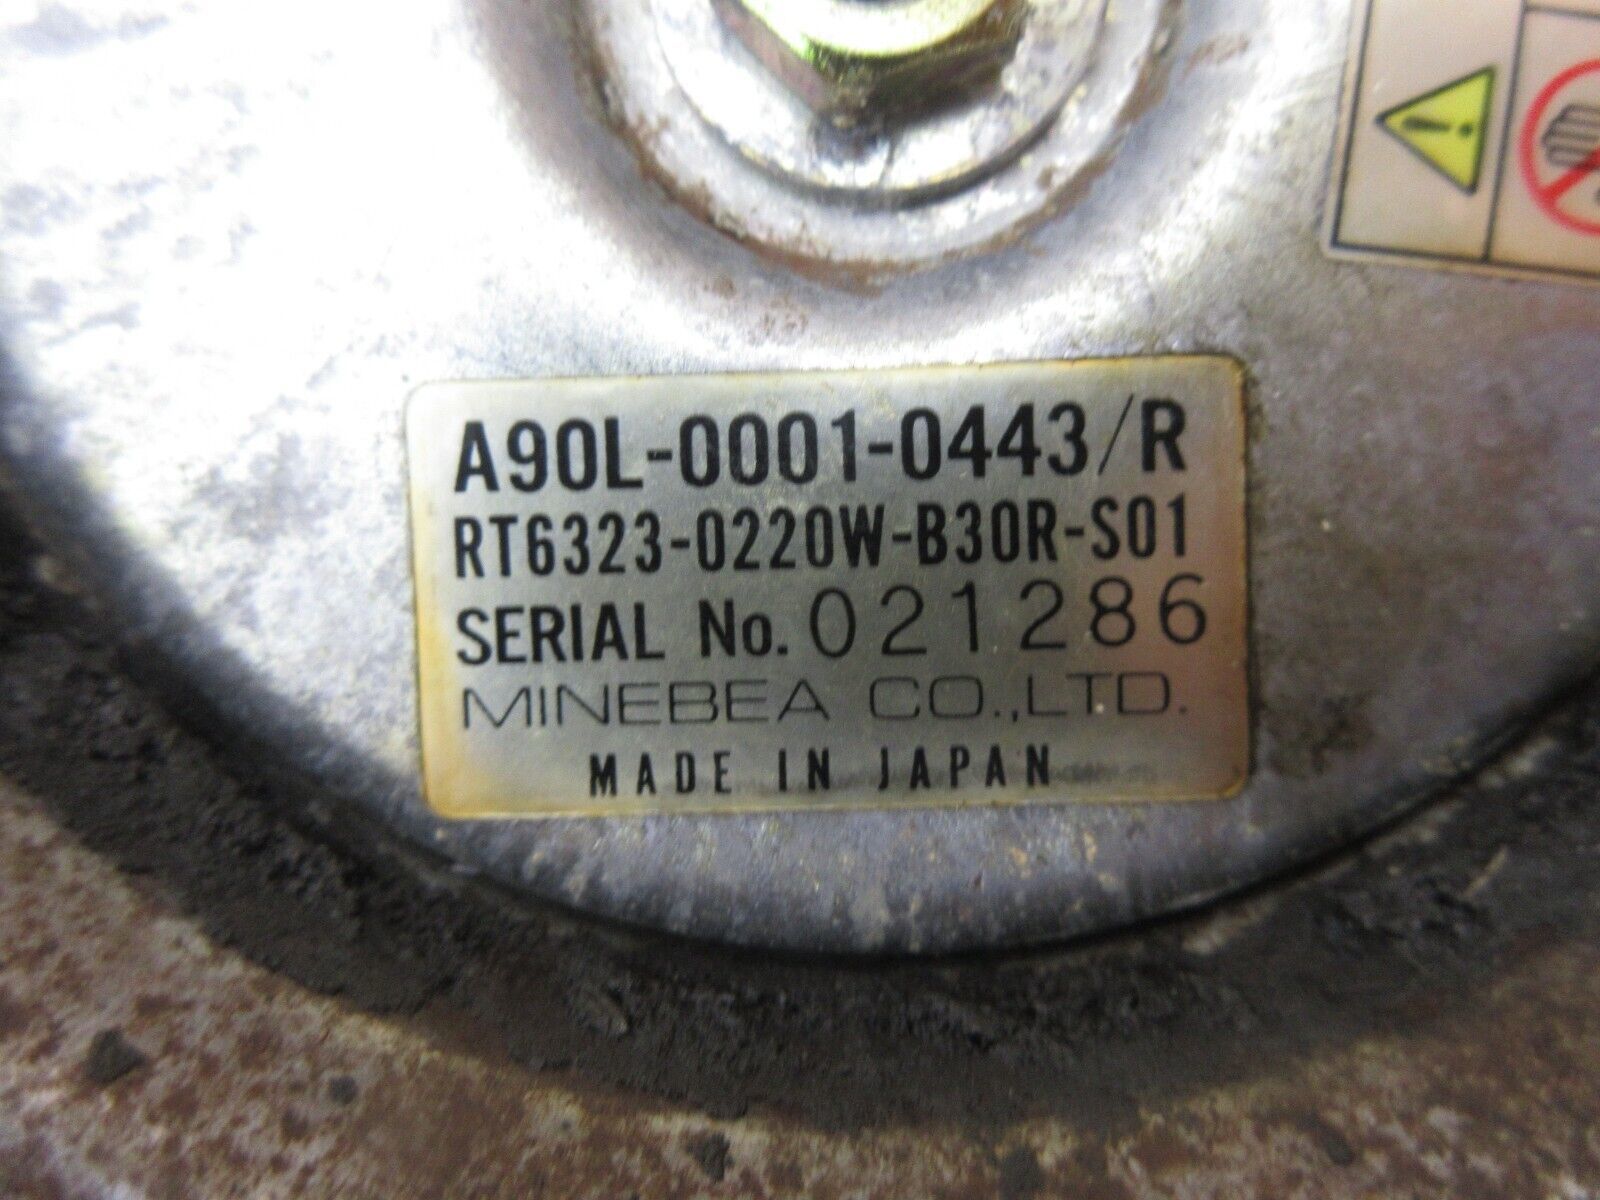 A90L-0001-0443/R
RT6323-0220W-B30R-S01
SERIAL No. 021286
MINEBEA CO.,LTD.
MADE IN JAPAN